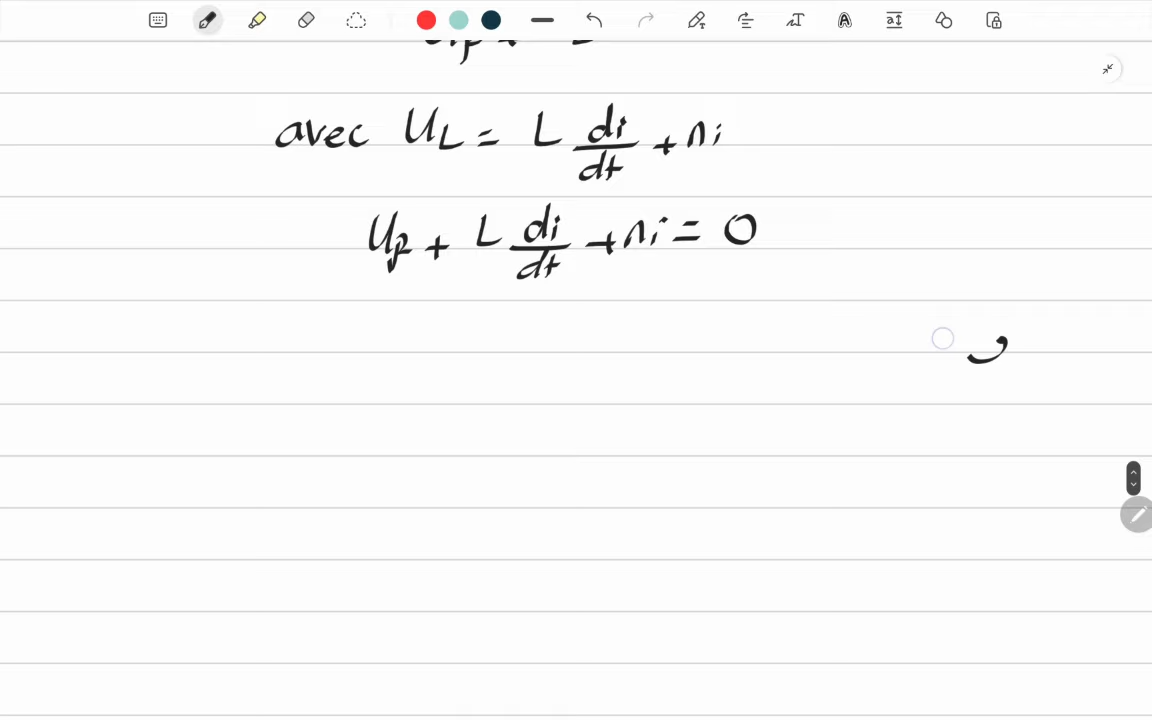 avec U_L = L di/dt + ri
U_R + L di/dt + ri = 0